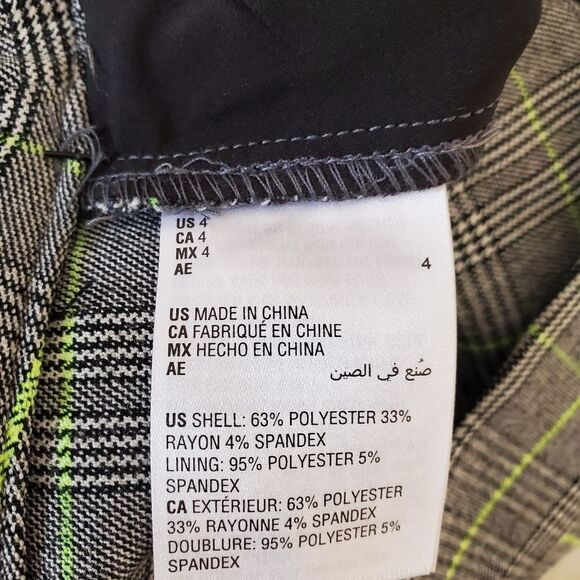 US 4
CA 4
MX 4
AE 4
US MADE IN CHINA
CA FABRIQUÉ EN CHINE
MX HECHO EN CHINA
AE صُنع في الصين
US SHELL: 63% POLYESTER 33%
RAYON 4% SPANDEX
LINING: 95% POLYESTER 5%
SPANDEX
CA EXTÉRIEUR: 63% POLYESTER
33% RAYONNE 4% SPANDEX
DOUBLURE: 95% POLYESTER 5%
SPANDEX